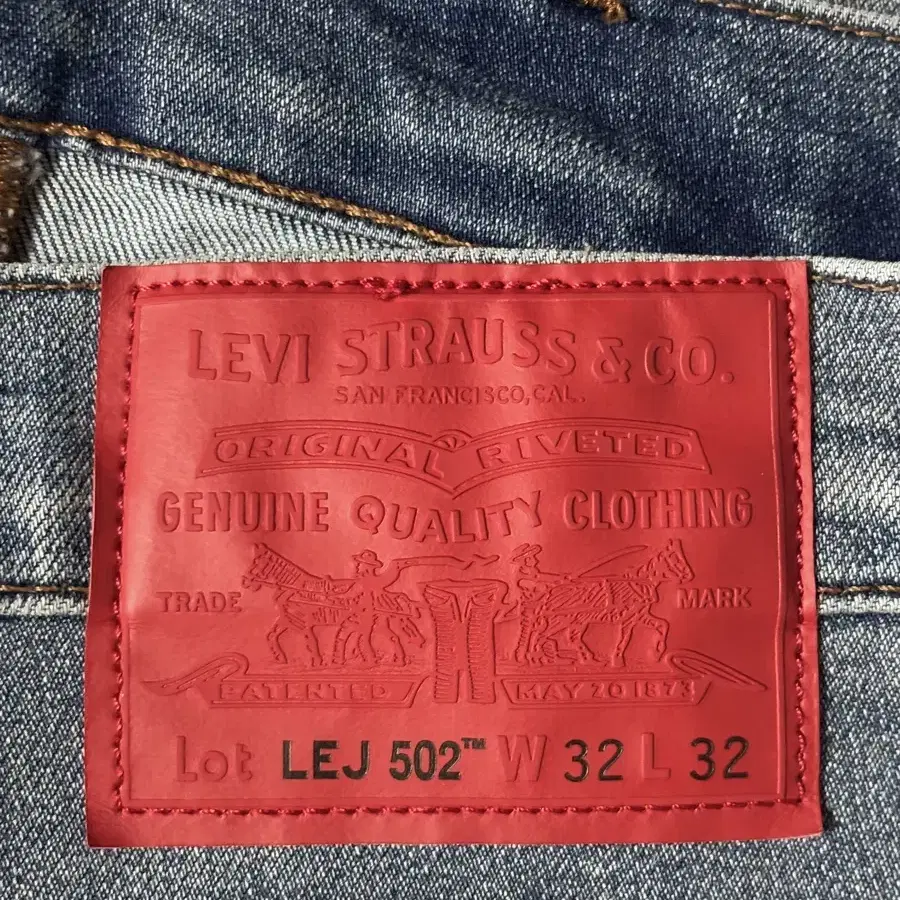 LEVI STRAUSS & CO.
SAN FRANCISCO, CAL.
ORIGINAL RIVETED
GENUINE QUALITY CLOTHING
TRADE MARK
PATENTED MAY 20 1873
Lot LEJ 502™ W 32 L 32